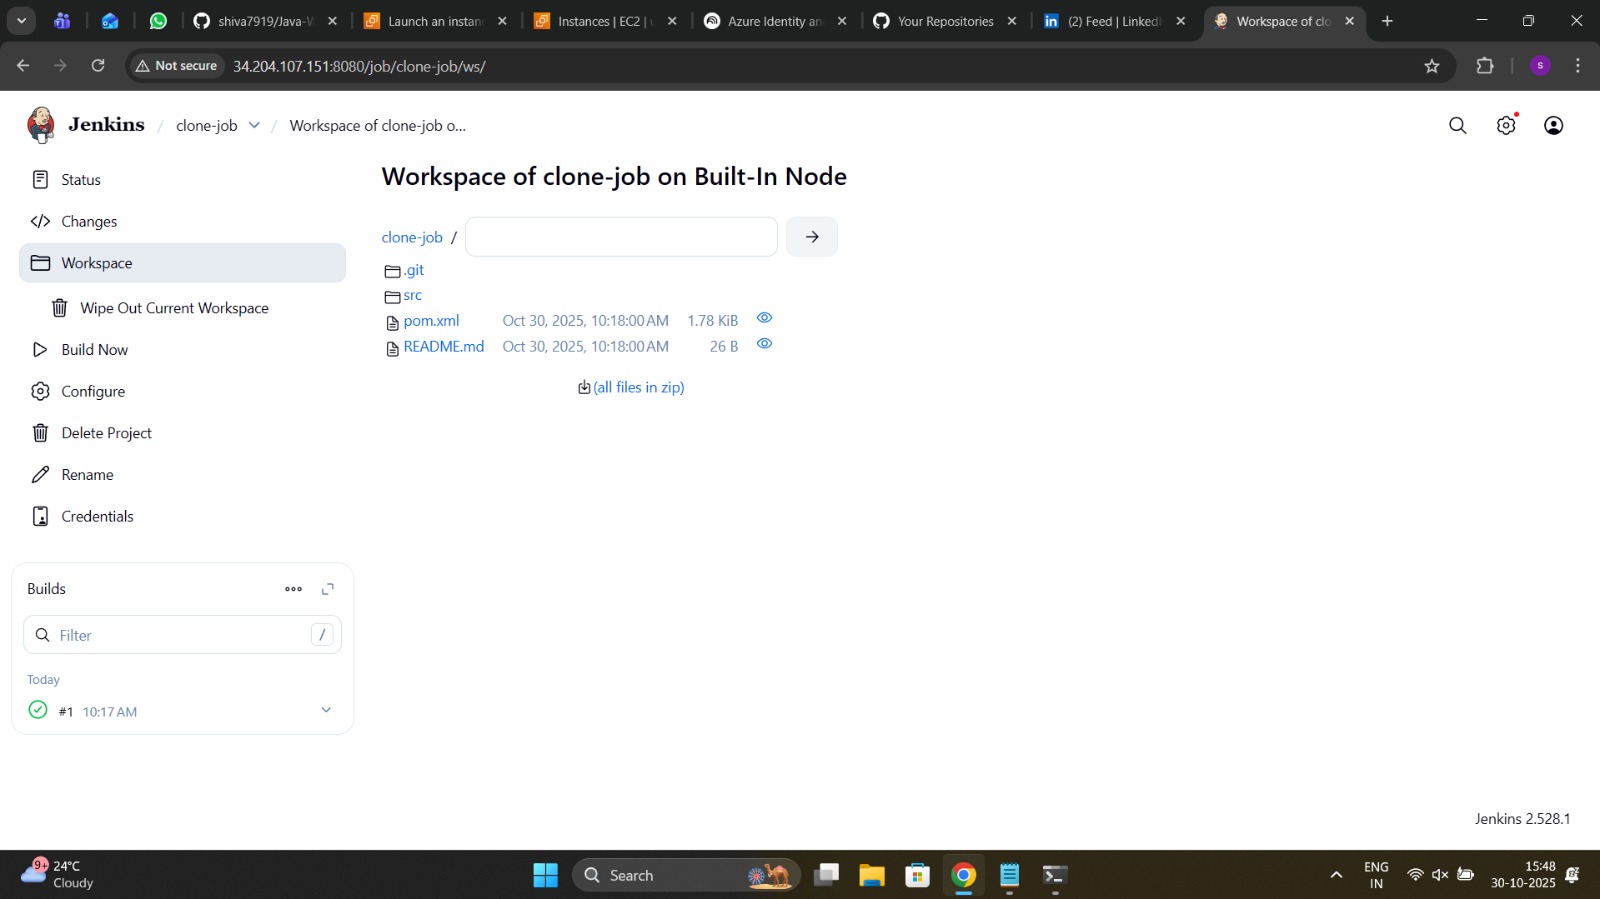 shiva7919/Java-W
Launch an instan
Instances | EC2 | u
Azure Identity an
Your Repositories
(2) Feed | LinkedI
Workspace of clo
Not secure
34.204.107.151:8080/job/clone-job/ws/
S
Jenkins / clone-job / Workspace of clone-job o...
Status
Changes
Workspace
Wipe Out Current Workspace
Build Now
Configure
Delete Project
Rename
Credentials
Builds
Filter /
Today
#1 10:17 AM
Workspace of clone-job on Built-In Node
clone-job /
.git
src
pom.xml Oct 30, 2025, 10:18:00 AM 1.78 KiB
README.md Oct 30, 2025, 10:18:00 AM 26 B
(all files in zip)
Jenkins 2.528.1
9+
24°C
Cloudy
Search
ENG
IN
15:48
30-10-2025